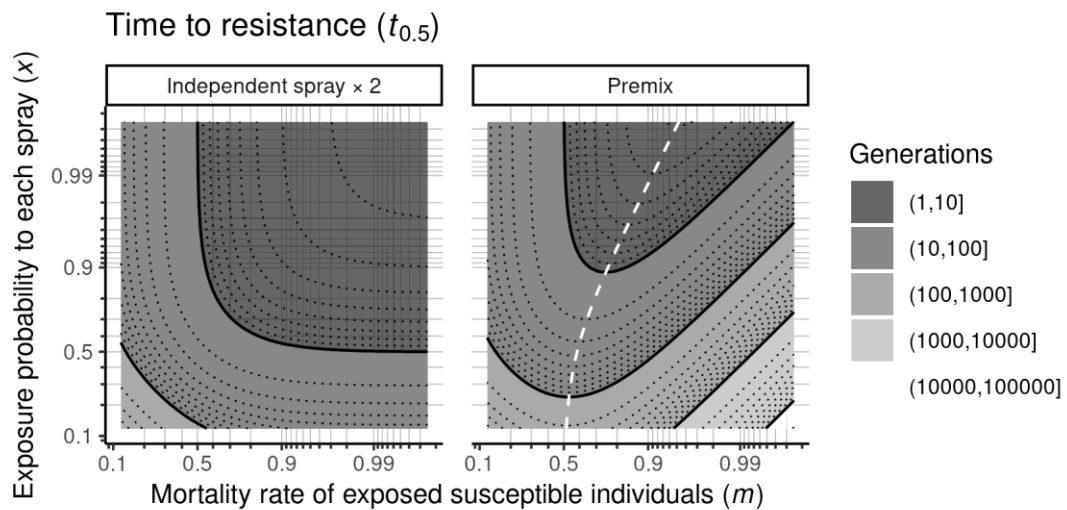 Time to resistance (t0.5)
Independent spray × 2
Premix
Exposure probability to each spray (x)
0.99
0.9
0.5
0.1
0.1 0.5 0.9 0.99
0.1 0.5 0.9 0.99
Mortality rate of exposed susceptible individuals (m)
Generations
(1,10]
(10,100]
(100,1000]
(1000,10000]
(10000,100000]